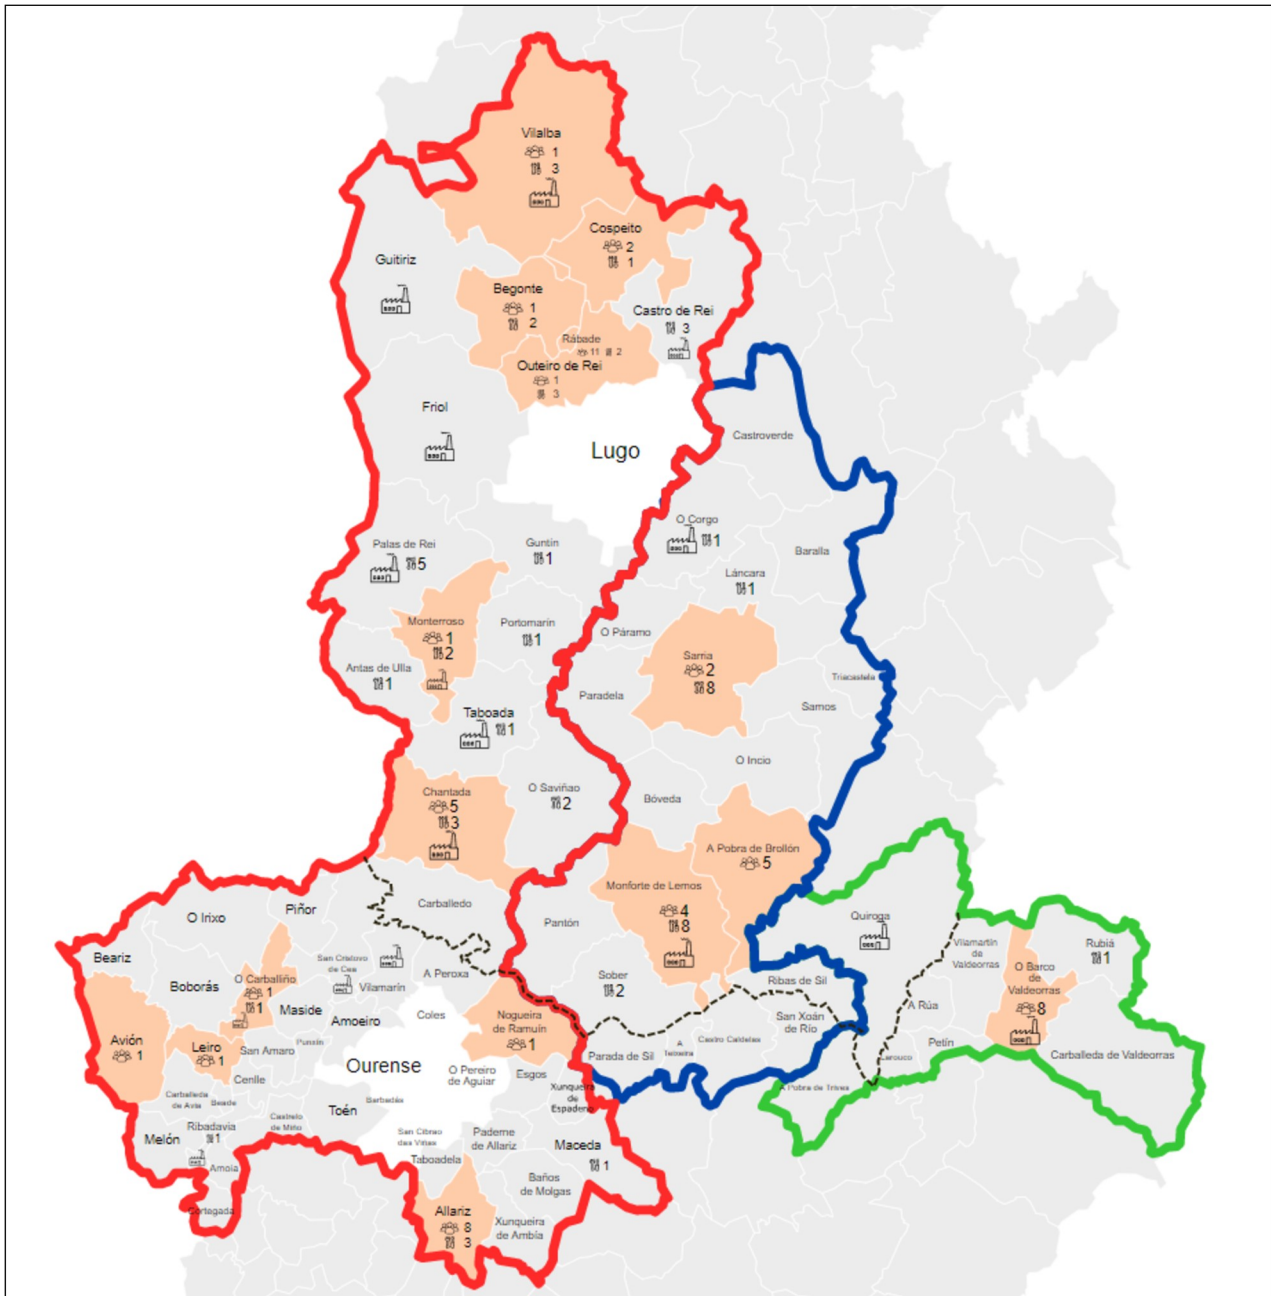 Vilalba
1
3
Cospeito
2
1
Guitiriz
Begonte
1
2
Castro de Rei
3
Rábade
11 2
Outeiro de Rei
1
3
Friol
Castroverde
Lugo
O Corgo
1
Palas de Rei
5
Guntín
1
Baralla
Láncara
1
Monterroso
1
2
Portomarín
1
O Páramo
Sarria
2
8
Antas de Ulla
1
Triacastela
Paradela
Samos
Taboada
1
O Incio
Chantada
5
3
O Saviñao
2
Bóveda
A Pobra de Brollón
5
Monforte de Lemos
4
8
Carballedo
Pantón
Quiroga
O Irixo
Piñor
Beariz
San Cristovo
de Cea
Vilamarín
A Peroxa
Boborás
O Carballiño
1
1
Maside
Amoeiro
Coles
Nogueira
de Ramuín
1
Sober
2
Ribas de Sil
San Xoán
de Río
Vilamartín
de
Valdeorras
Rubiá
1
O Barco
de
Valdeorras
8
A Rúa
Avión
1
Leiro
1
San Amaro
Punxín
Cenlle
Ourense
O Pereiro
de Aguiar
Esgos
Parada de Sil
A
Teixeira
Castro Caldelas
Larouco
Petín
Carballeda de Valdeorras
A Pobra de Trives
Xunqueira
de
Espadero
Carballeda
de Avia
Beade
Toén
Barbadás
Castrelo
de Miño
Melón
Ribadavia
1
San Cibrao
das Viñas
Paderne
de Allariz
Maceda
1
Taboadela
Arnoia
Baños
de Molgas
Cortegada
Allariz
8
3
Xunqueira
de Ambía